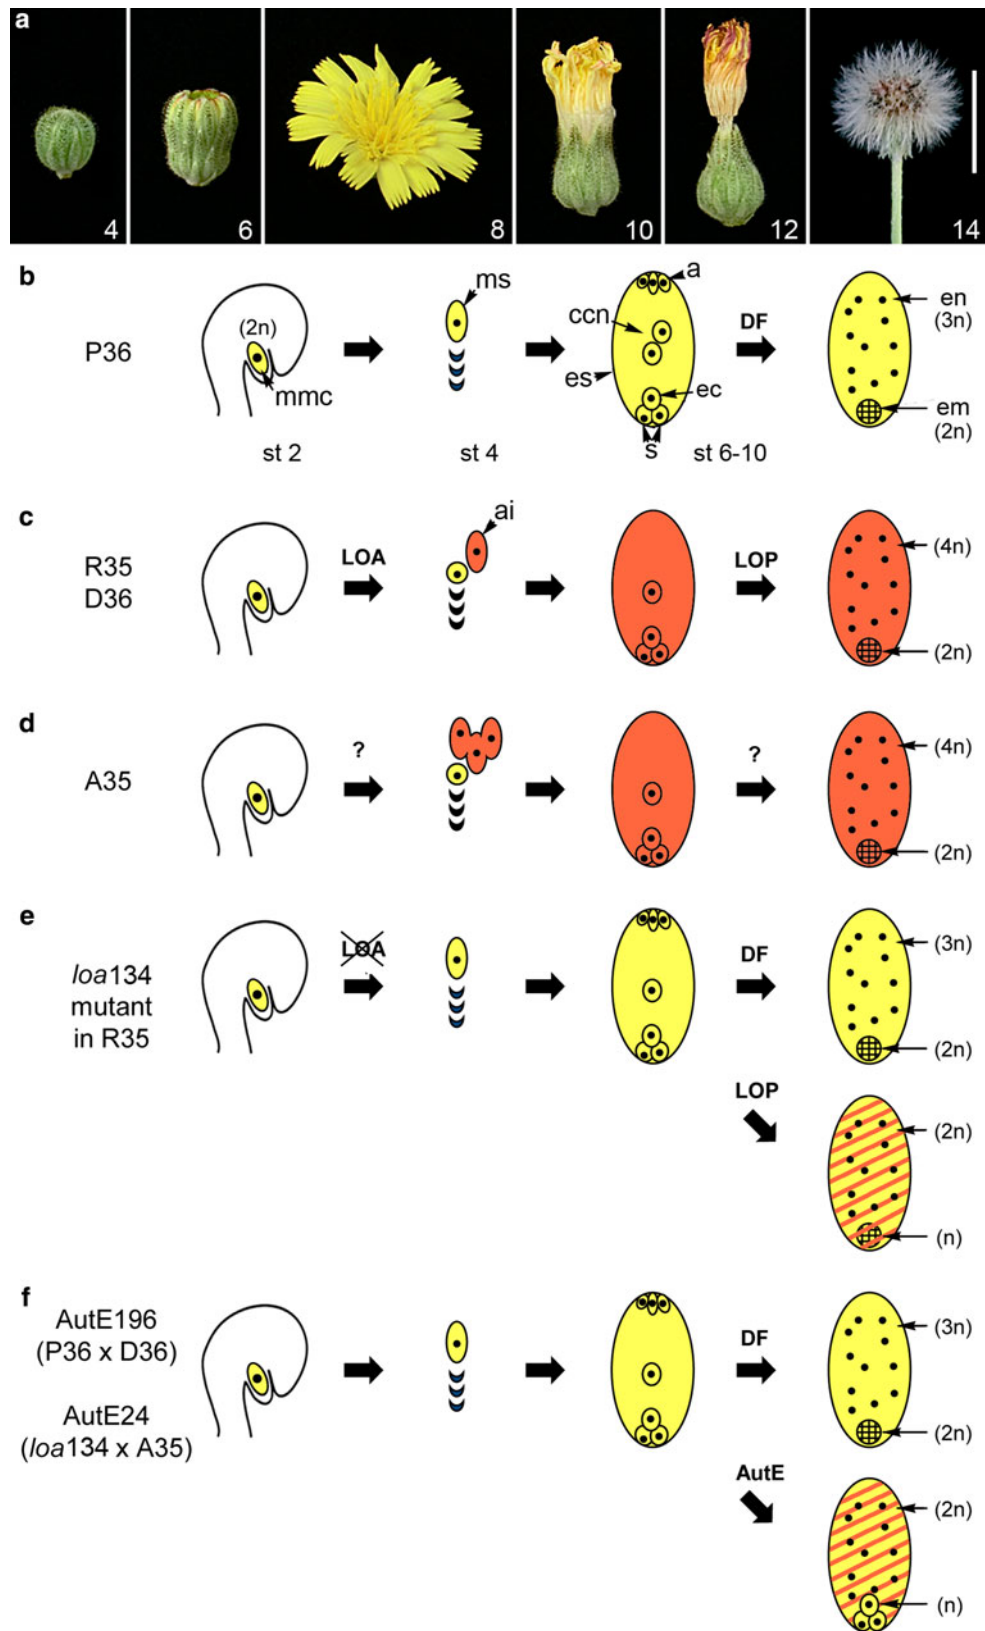 a
4
6
8
10
12
14
b
P36
(2n)
mmc
st 2
ms
st 4
a
ccn
es
ec
s
st 6-10
DF
en
(3n)
em
(2n)
c
R35
D36
LOA
ai
LOP
(4n)
(2n)
d
A35
?
?
(4n)
(2n)
e
loa134
mutant
in R35
LOA
DF
(3n)
(2n)
LOP
(2n)
(n)
f
AutE196
(P36 x D36)
AutE24
(loa134 x A35)
DF
(3n)
(2n)
AutE
(2n)
(n)